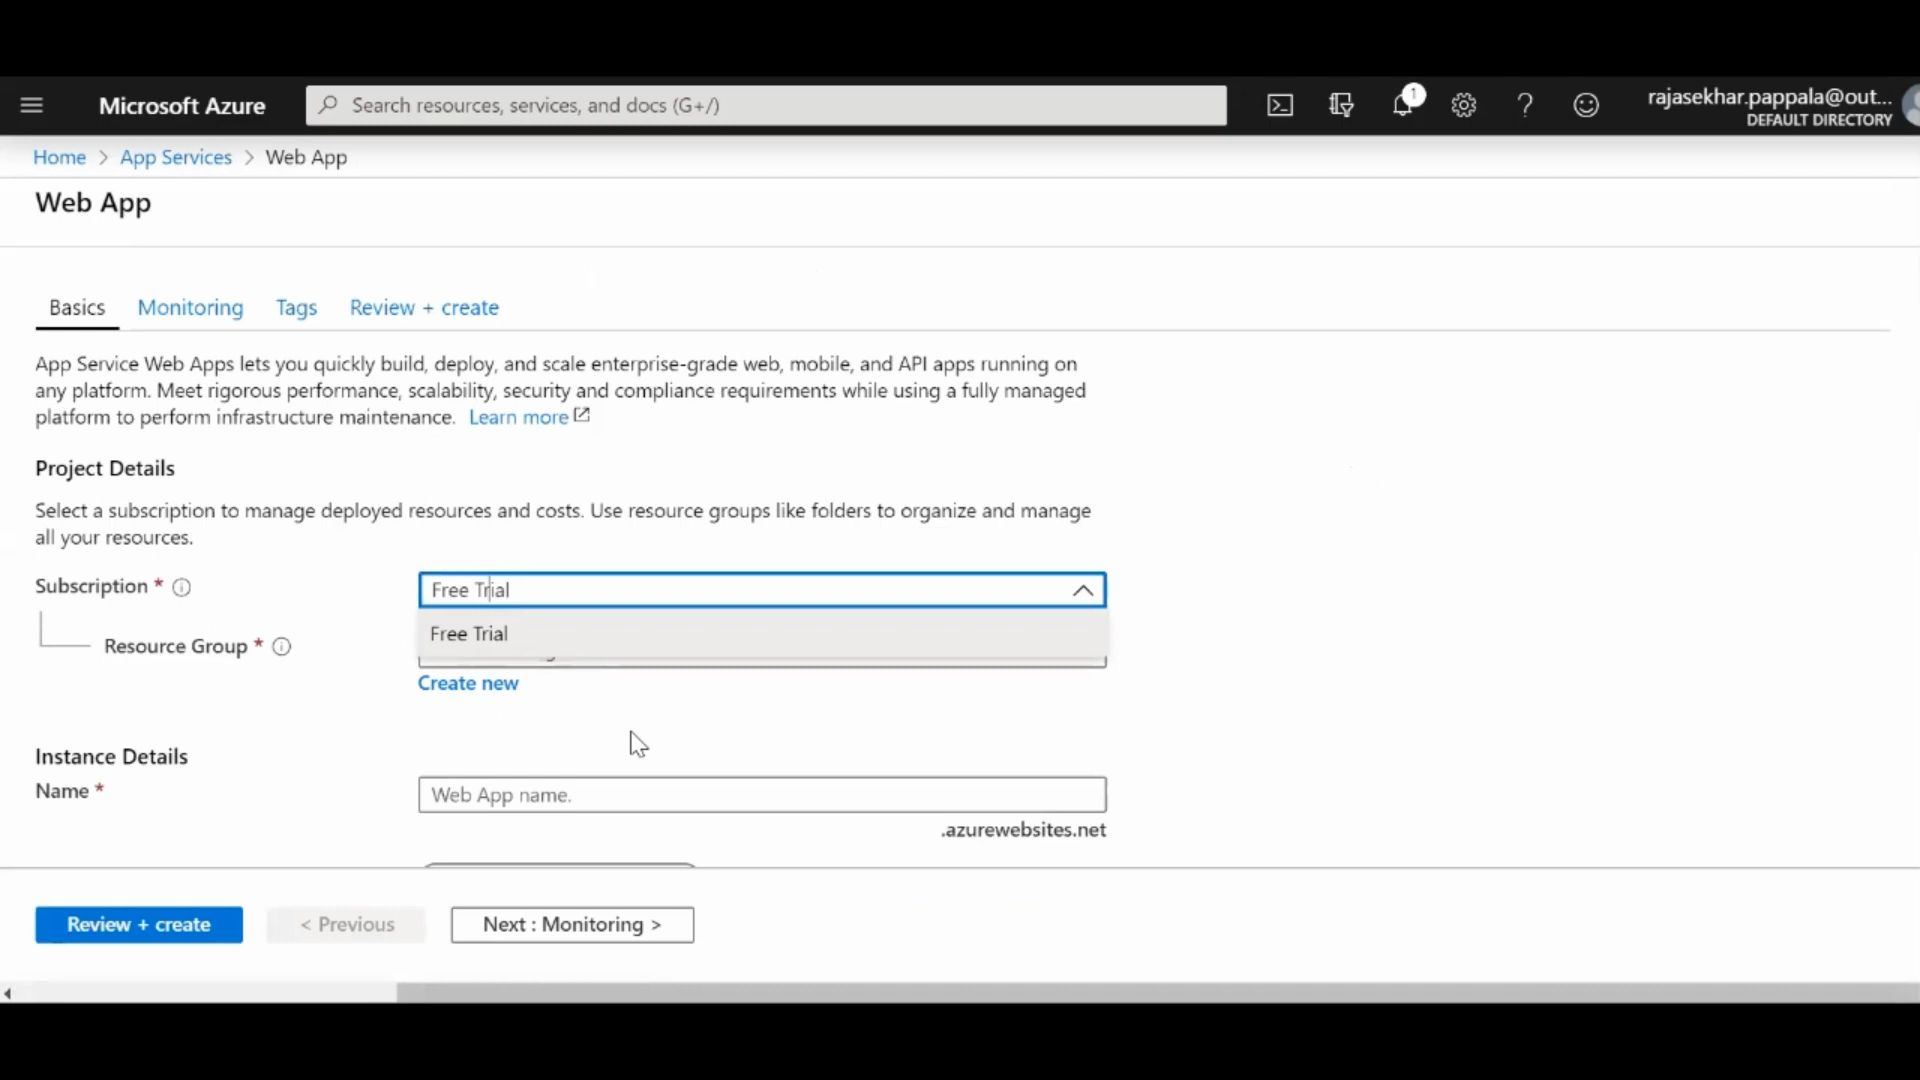 Microsoft Azure
Search resources, services, and docs (G+/)
1
rajasekhar.pappala@out...
DEFAULT DIRECTORY
Home > App Services > Web App
Web App
Basics Monitoring Tags Review + create
App Service Web Apps lets you quickly build, deploy, and scale enterprise-grade web, mobile, and API apps running on
any platform. Meet rigorous performance, scalability, security and compliance requirements while using a fully managed
platform to perform infrastructure maintenance. Learn more
Project Details
Select a subscription to manage deployed resources and costs. Use resource groups like folders to organize and manage
all your resources.
Subscription *
Free Trial
Free Trial
Resource Group *
Create new
Instance Details
Name *
Web App name.
.azurewebsites.net
Review + create
< Previous
Next : Monitoring >